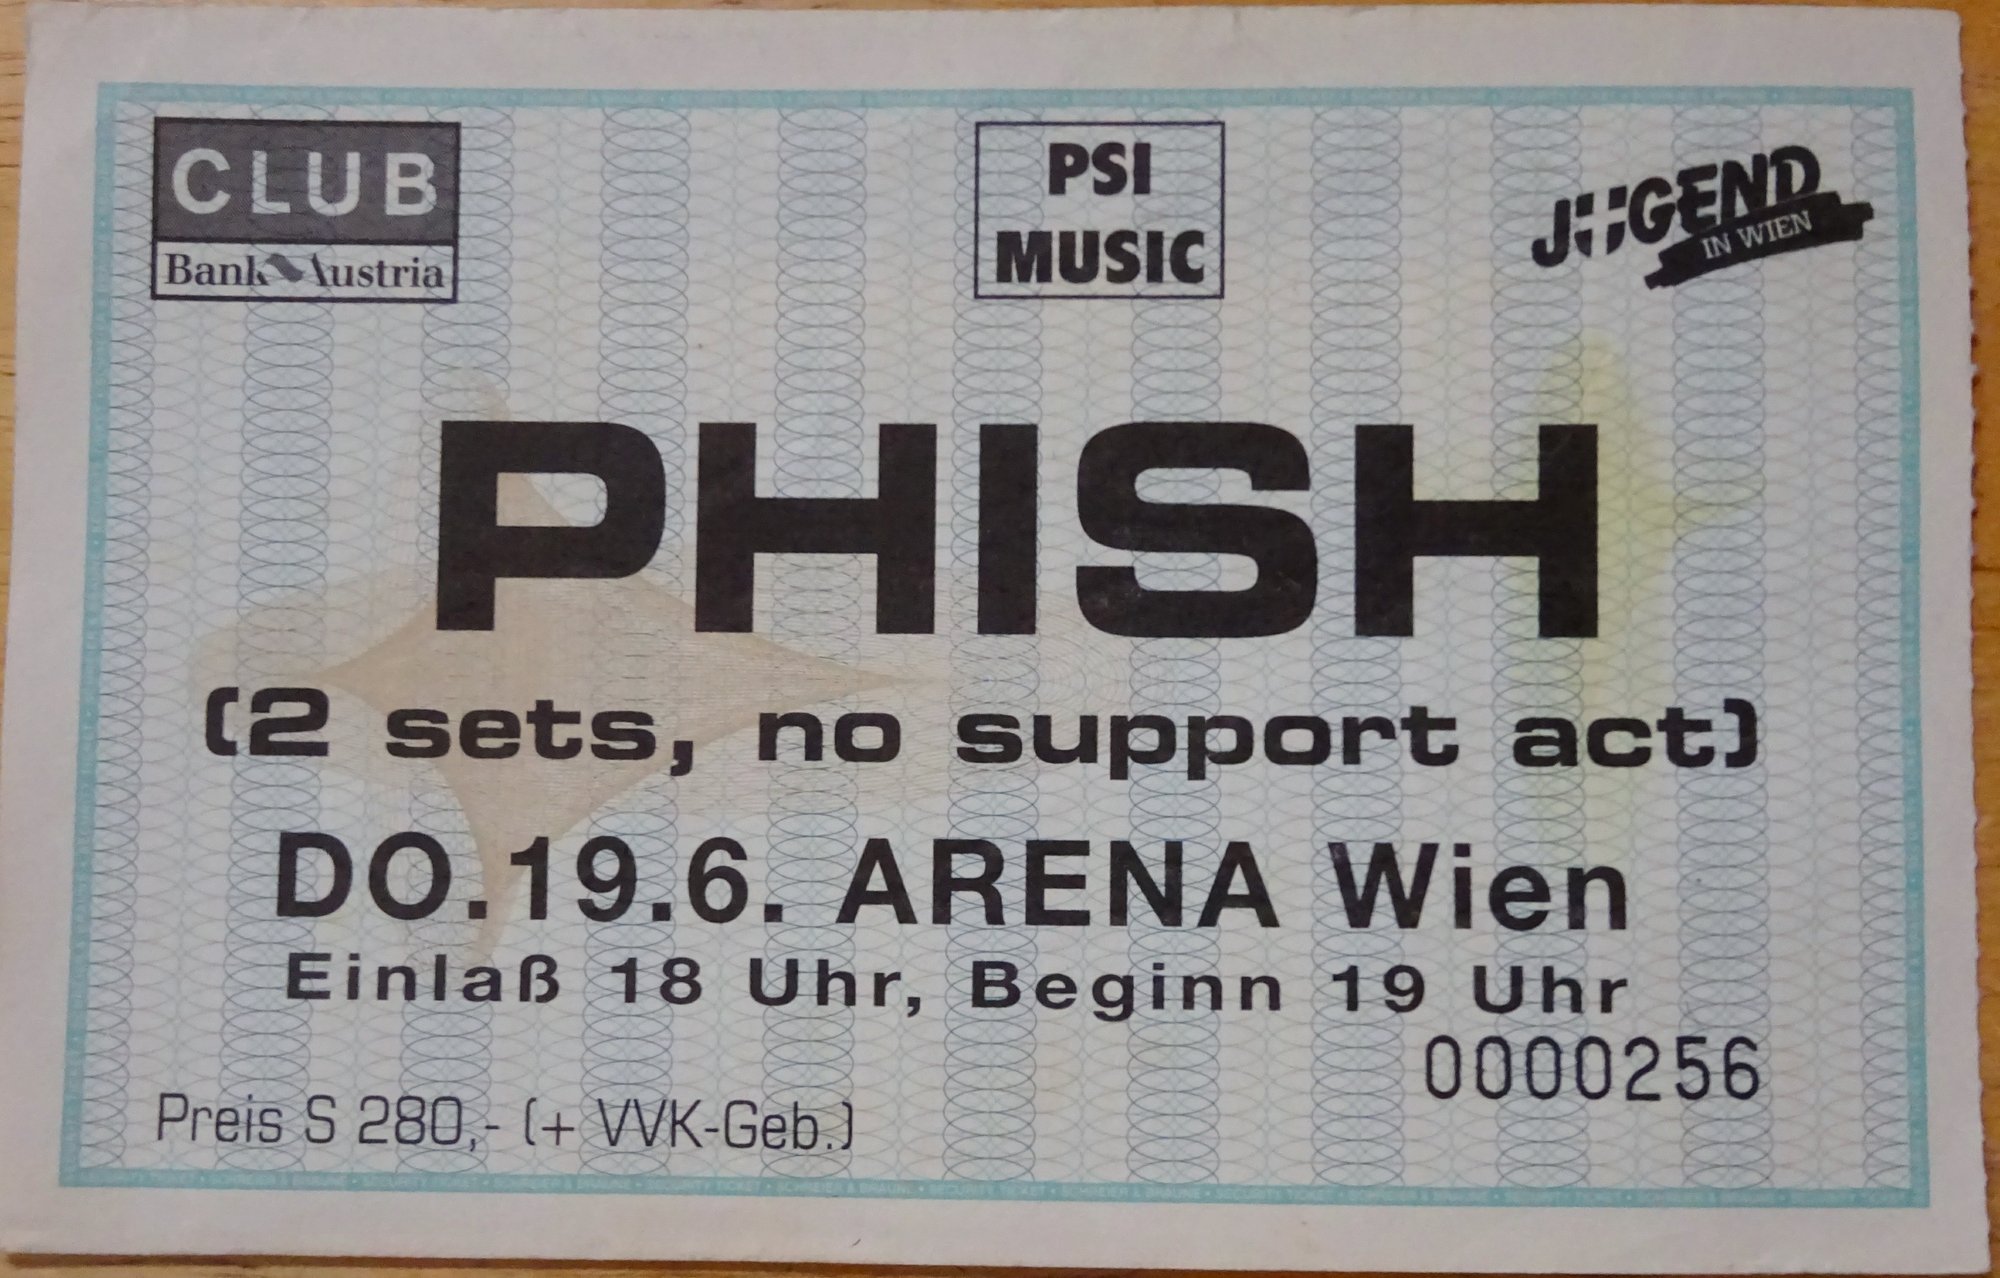 CLUB
Bank Austria
PSI
MUSIC
JUGEND
IN WIEN
PHISH
(2 sets, no support act)
DO.19.6. ARENA Wien
Einlaß 18 Uhr, Beginn 19 Uhr
0000256
Preis S 280,- (+ VVK-Geb.)